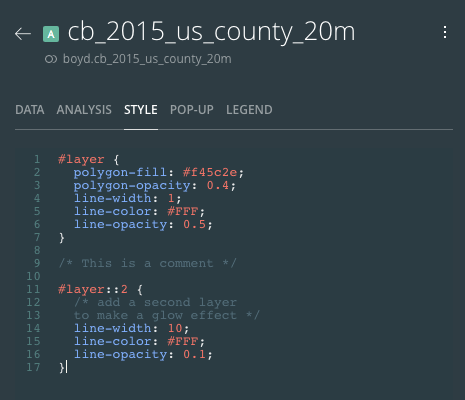 A cb_2015_us_county_20m
boyd.cb_2015_us_county_20m
DATA ANALYSIS STYLE POP-UP LEGEND
1 #layer {
2 polygon-fill: #f45c2e;
3 polygon-opacity: 0.4;
4 line-width: 1;
5 line-color: #FFF;
6 line-opacity: 0.5;
7 }
8
9 /* This is a comment */
10
11 #layer::2 {
12 /* add a second layer
13 to make a glow effect */
14 line-width: 10;
15 line-color: #FFF;
16 line-opacity: 0.1;
17 }